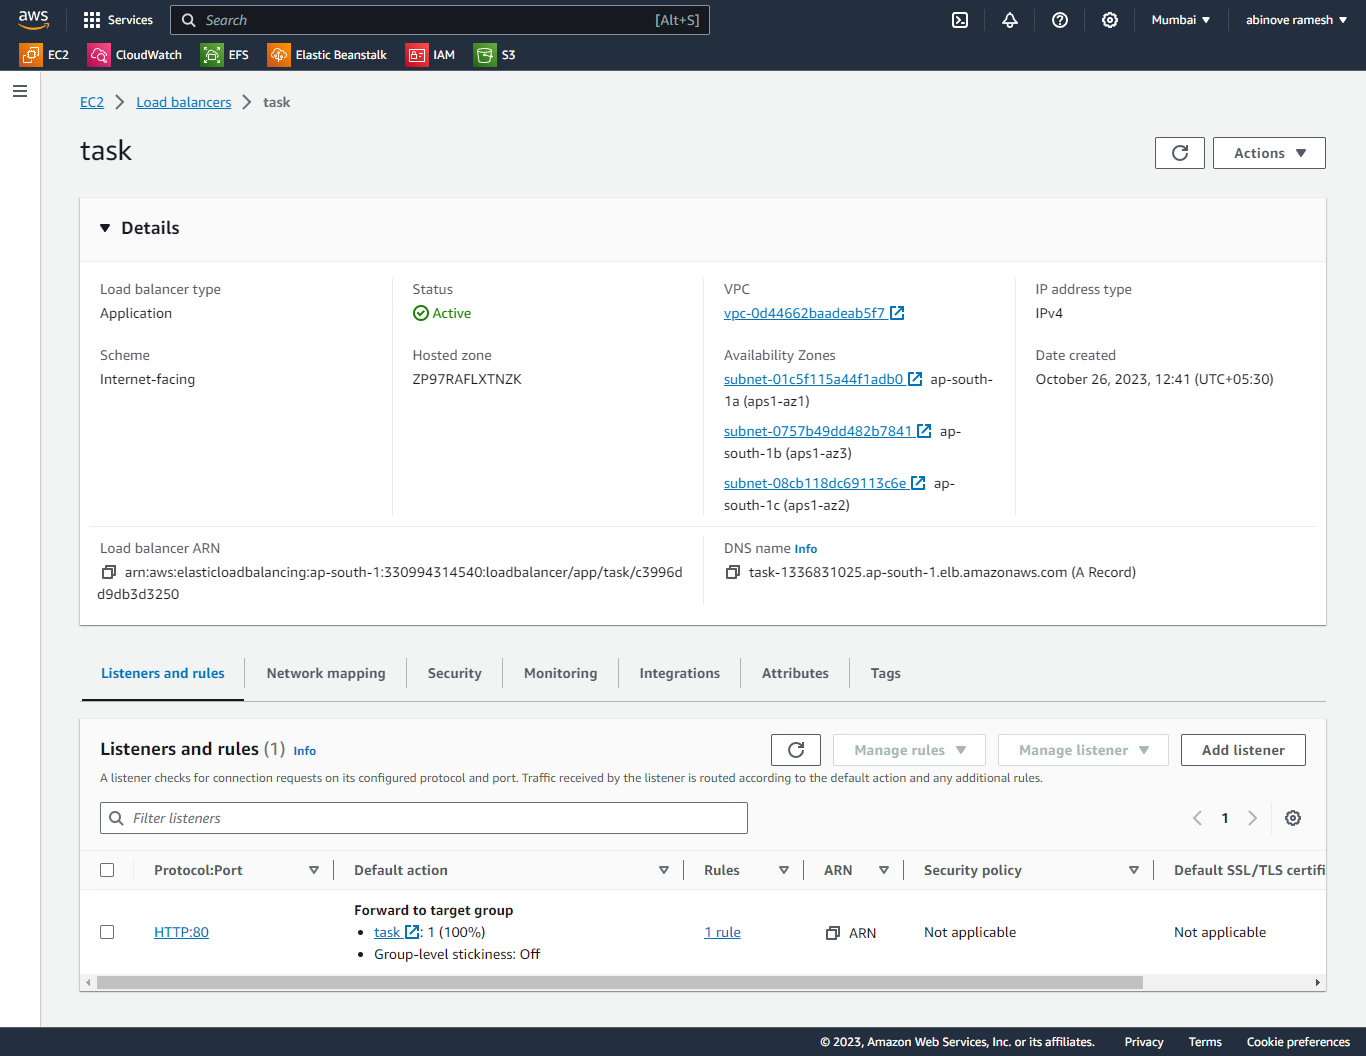 aws Services Search [Alt+S] Mumbai abinove ramesh
EC2 CloudWatch EFS Elastic Beanstalk IAM S3
EC2 Load balancers task
task
Actions
Details
Load balancer type
Application
Status
Active
VPC
vpc-0d44662baadeab5f7
IP address type
IPv4
Scheme
Internet-facing
Hosted zone
ZP97RAFLXTNZK
Availability Zones
subnet-01c5f115a44f1adb0 ap-south-
1a (aps1-az1)
subnet-0757b49dd482b7841 ap-
south-1b (aps1-az3)
subnet-08cb118dc69113c6e ap-
south-1c (aps1-az2)
Date created
October 26, 2023, 12:41 (UTC+05:30)
Load balancer ARN
arn:aws:elasticloadbalancing:ap-south-1:330994314540:loadbalancer/app/task/c3996d
d9db3d3250
DNS name Info
task-1336831025.ap-south-1.elb.amazonaws.com (A Record)
Listeners and rules Network mapping Security Monitoring Integrations Attributes Tags
Listeners and rules (1) Info
Manage rules Manage listener Add listener
A listener checks for connection requests on its configured protocol and port. Traffic received by the listener is routed according to the default action and any additional rules.
Filter listeners
1
Protocol:Port Default action Rules ARN Security policy Default SSL/TLS certifi
Forward to target group
HTTP:80 • task : 1 (100%) 1 rule ARN Not applicable Not applicable
• Group-level stickiness: Off
© 2023, Amazon Web Services, Inc. or its affiliates. Privacy Terms Cookie preferences